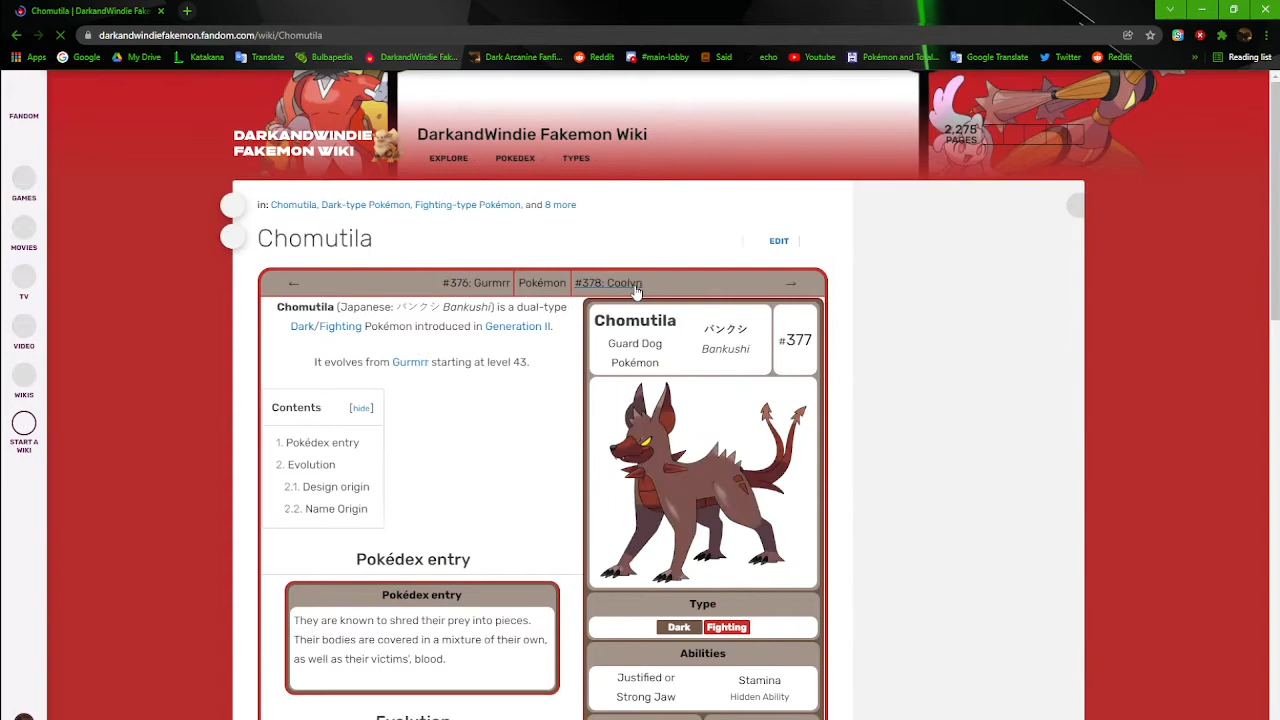 Chomutila | DarkandWindie Fake
darkandwindiefakemon.fandom.com/wiki/Chomutila
Apps
Google
My Drive
Katakana
Translate
Bulbapedia
DarkandWindie Fak...
Dark Arcanine Fanfi...
Reddit
#main-lobby
Said
echo
Youtube
Pokémon and Total...
Google Translate
Twitter
Reddit
»
Reading list
FANDOM
GAMES
MOVIES
TV
VIDEO
WIKIS
START A
WIKI
DARKANDWINDIE
FAKEMON WIKI
DarkandWindie Fakemon Wiki
EXPLORE
POKEDEX
TYPES
2,275
PAGES
in: Chomutila, Dark-type Pokémon, Fighting-type Pokémon, and 8 more
Chomutila
EDIT
← #376: Gurmrr Pokémon #378: Coolyn →
Chomutila (Japanese: バンクシ Bankushi) is a dual-type
Dark/Fighting Pokémon introduced in Generation II.
It evolves from Gurmrr starting at level 43.
Contents [hide]
1. Pokédex entry
2. Evolution
2.1. Design origin
2.2. Name Origin
Pokédex entry
Pokédex entry
They are known to shred their prey into pieces.
Their bodies are covered in a mixture of their own,
as well as their victims', blood.
Evolution
Chomutila
Guard Dog
Pokémon
バンクシ
Bankushi
#377
Type
Dark Fighting
Abilities
Justified or
Strong Jaw
Stamina
Hidden Ability